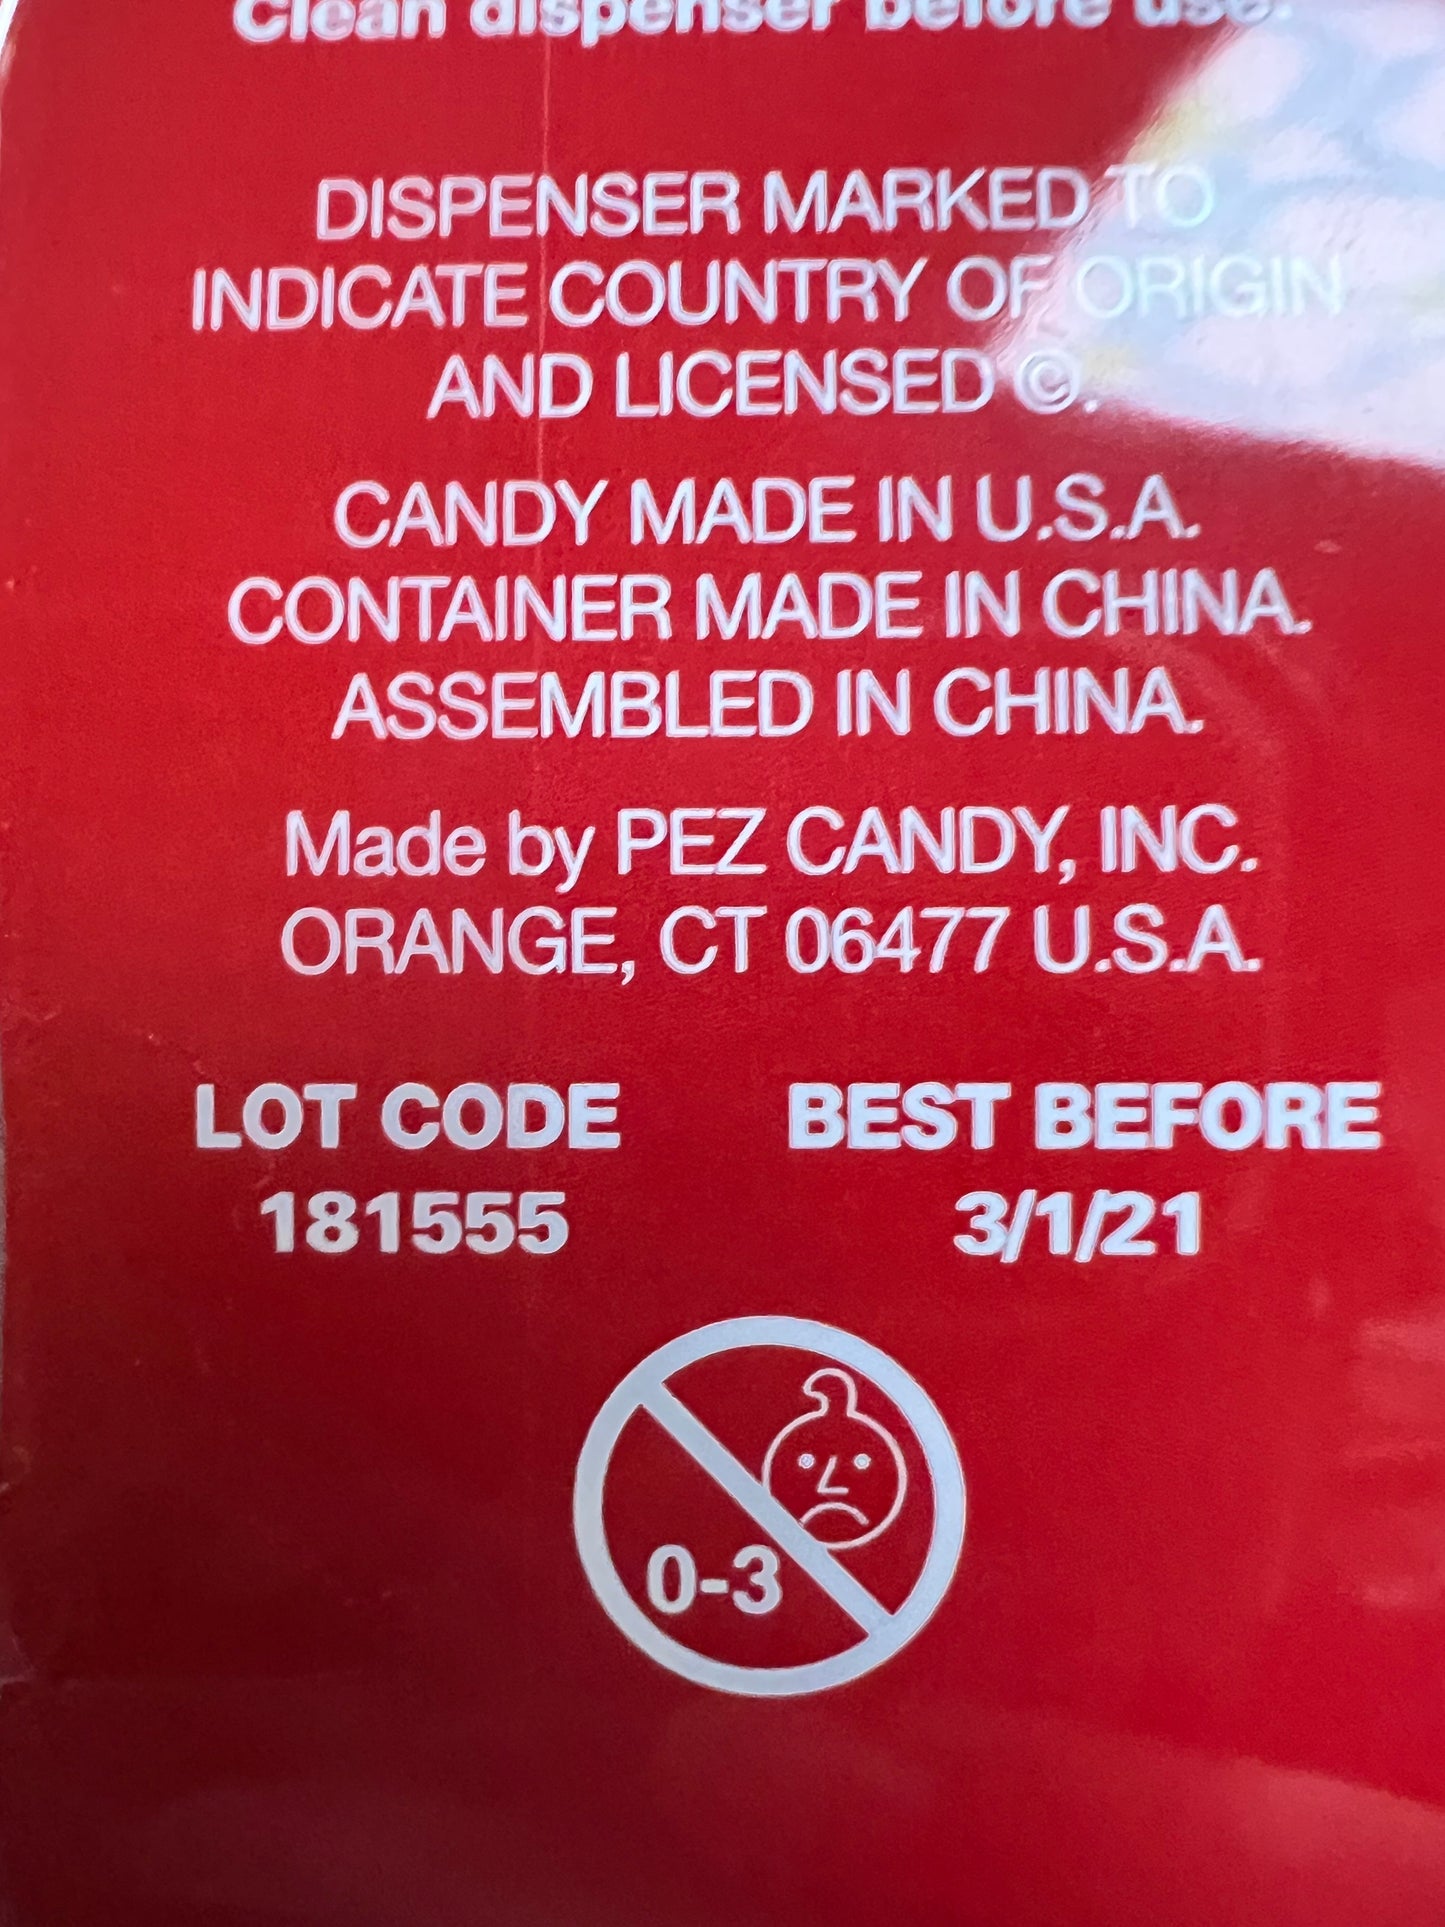 Clean dispenser before use.
DISPENSER MARKED TO
INDICATE COUNTRY OF ORIGIN
AND LICENSED ©.
CANDY MADE IN U.S.A.
CONTAINER MADE IN CHINA.
ASSEMBLED IN CHINA.
Made by PEZ CANDY, INC.
ORANGE, CT 06477 U.S.A.
LOT CODE BEST BEFORE
181555 3/1/21
0-3